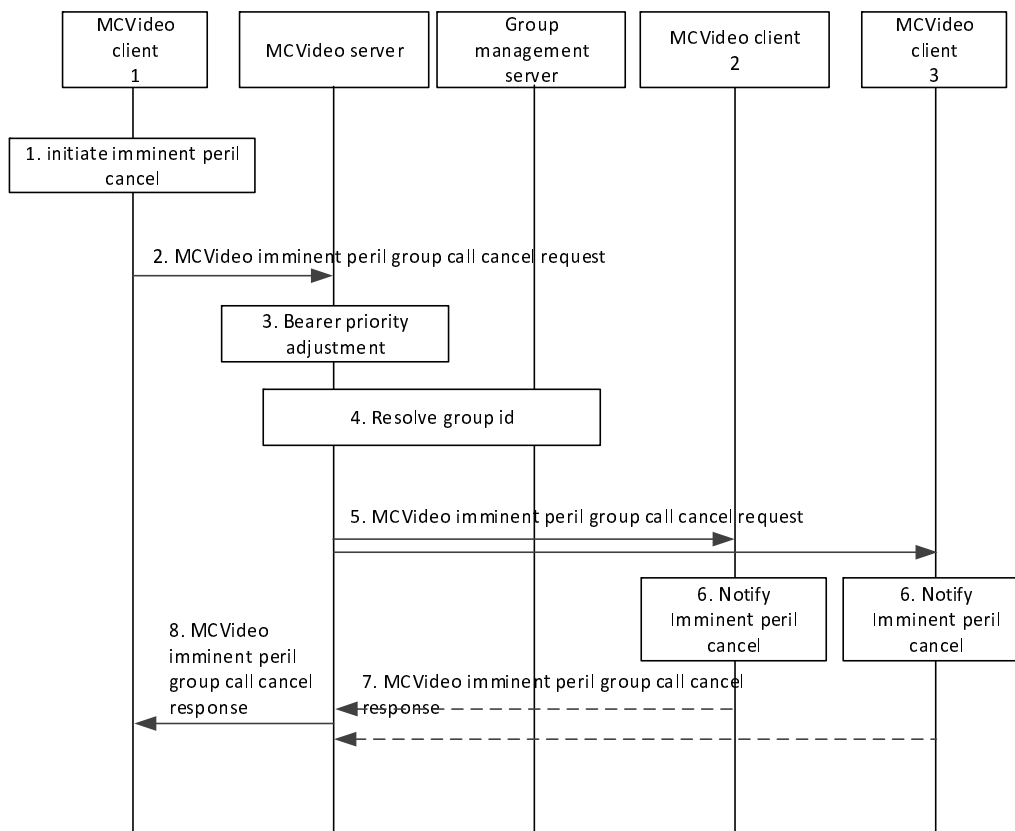 MCVideo
client
1
MCVideo server
Group
management
server
MCVideo client
2
MCVideo
client
3
1. initiate imminent peril
cancel
2. MCVideo imminent peril group call cancel request
3. Bearer priority
adjustment
4. Resolve group id
5. MCVideo imminent peril group call cancel request
6. Notify
Imminent peril
cancel
6. Notify
Imminent peril
cancel
8. MCVideo
imminent peril
group call cancel
response
7. MCVideo imminent peril group call cancel
response